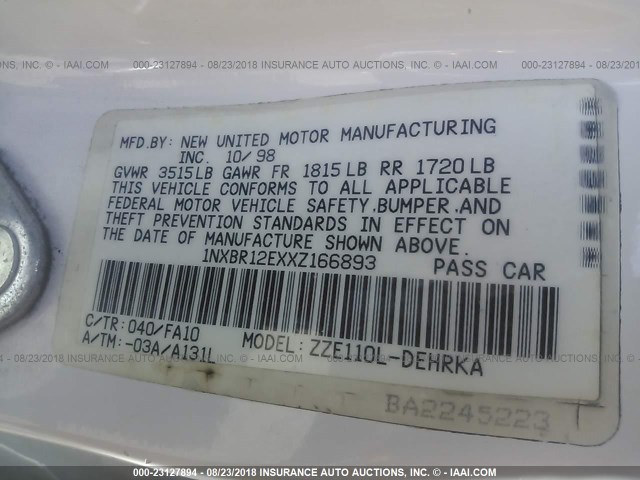 000-23127894 - 08/23/2018 INSURANCE AUTO AUCTIONS, INC. - IAAI.COM
AUCTIONS, INC. - IAAI.COM
000-23127894 - 08/23/2018 INSURANCE AUTO
MFD.BY: NEW UNITED MOTOR MANUFACTURING
INC. 10/98
GVWR 3515LB GAWR FR 1815LB RR 1720LB
THIS VEHICLE CONFORMS TO ALL APPLICABLE
FEDERAL MOTOR VEHICLE SAFETY,BUMPER,AND
THEFT PREVENTION STANDARDS IN EFFECT ON
THE DATE OF MANUFACTURE SHOWN ABOVE.
1NXBR12EXXZ166893 PASS CAR
C/TR:040/FA10 MODEL: ZZE110L-DEHRKA
A/TM:-03A/A131L
BA2245223
000-23127894 - 08/23/2018 INSURANCE AUTO AUCTIONS, INC. - IAAI.COM